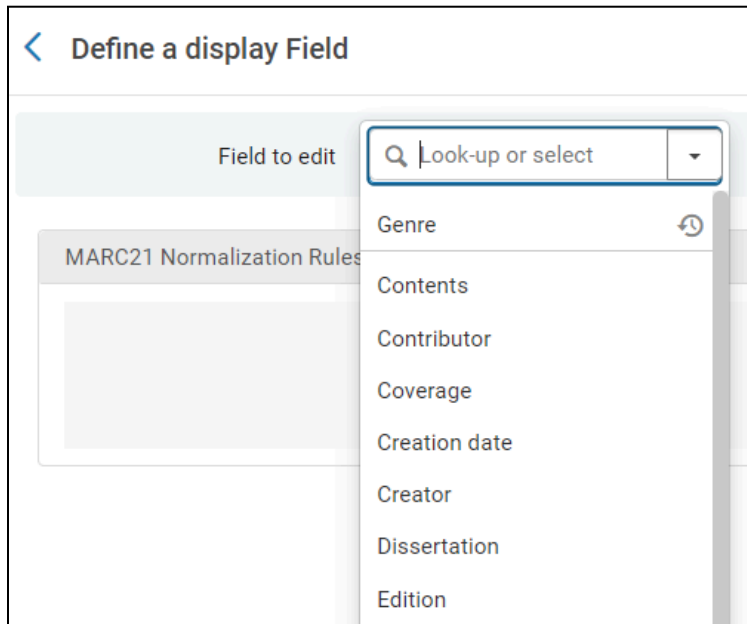 Define a display Field
Field to edit
Look-up or select
Genre
MARC21 Normalization Rules
Contents
Contributor
Coverage
Creation date
Creator
Dissertation
Edition